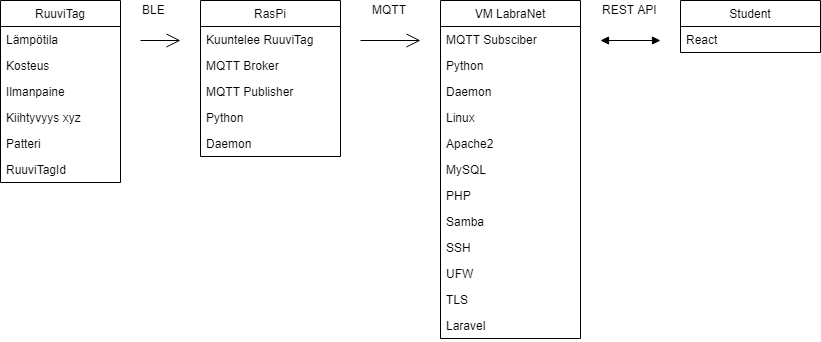 RuuviTag
Lämpötila
Kosteus
Ilmanpaine
Kiihtyvyys xyz
Patteri
RuuviTagId
BLE
RasPi
Kuuntelee RuuviTag
MQTT Broker
MQTT Publisher
Python
Daemon
MQTT
VM LabraNet
MQTT Subsciber
Python
Daemon
Linux
Apache2
MySQL
PHP
Samba
SSH
UFW
TLS
Laravel
REST API
Student
React